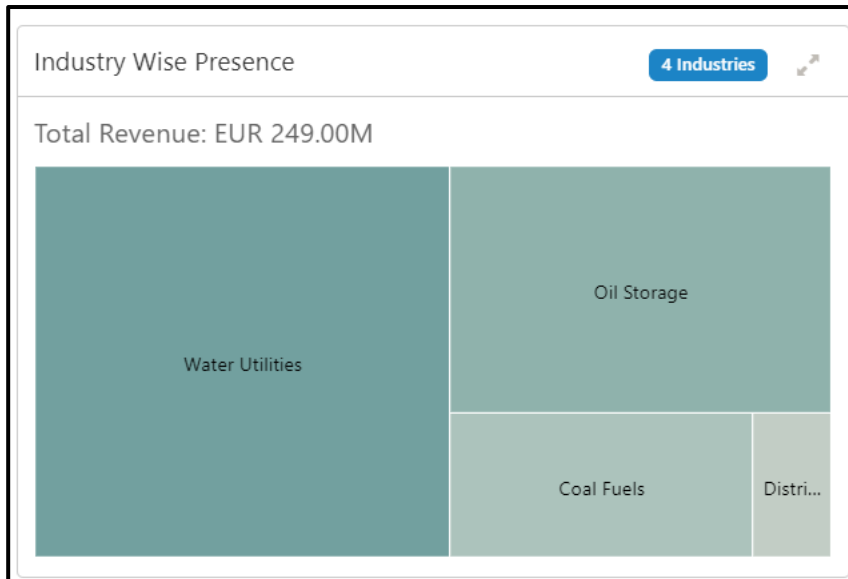 Industry Wise Presence
4 Industries
Total Revenue: EUR 249.00M
Water Utilities
Oil Storage
Coal Fuels
Distri...